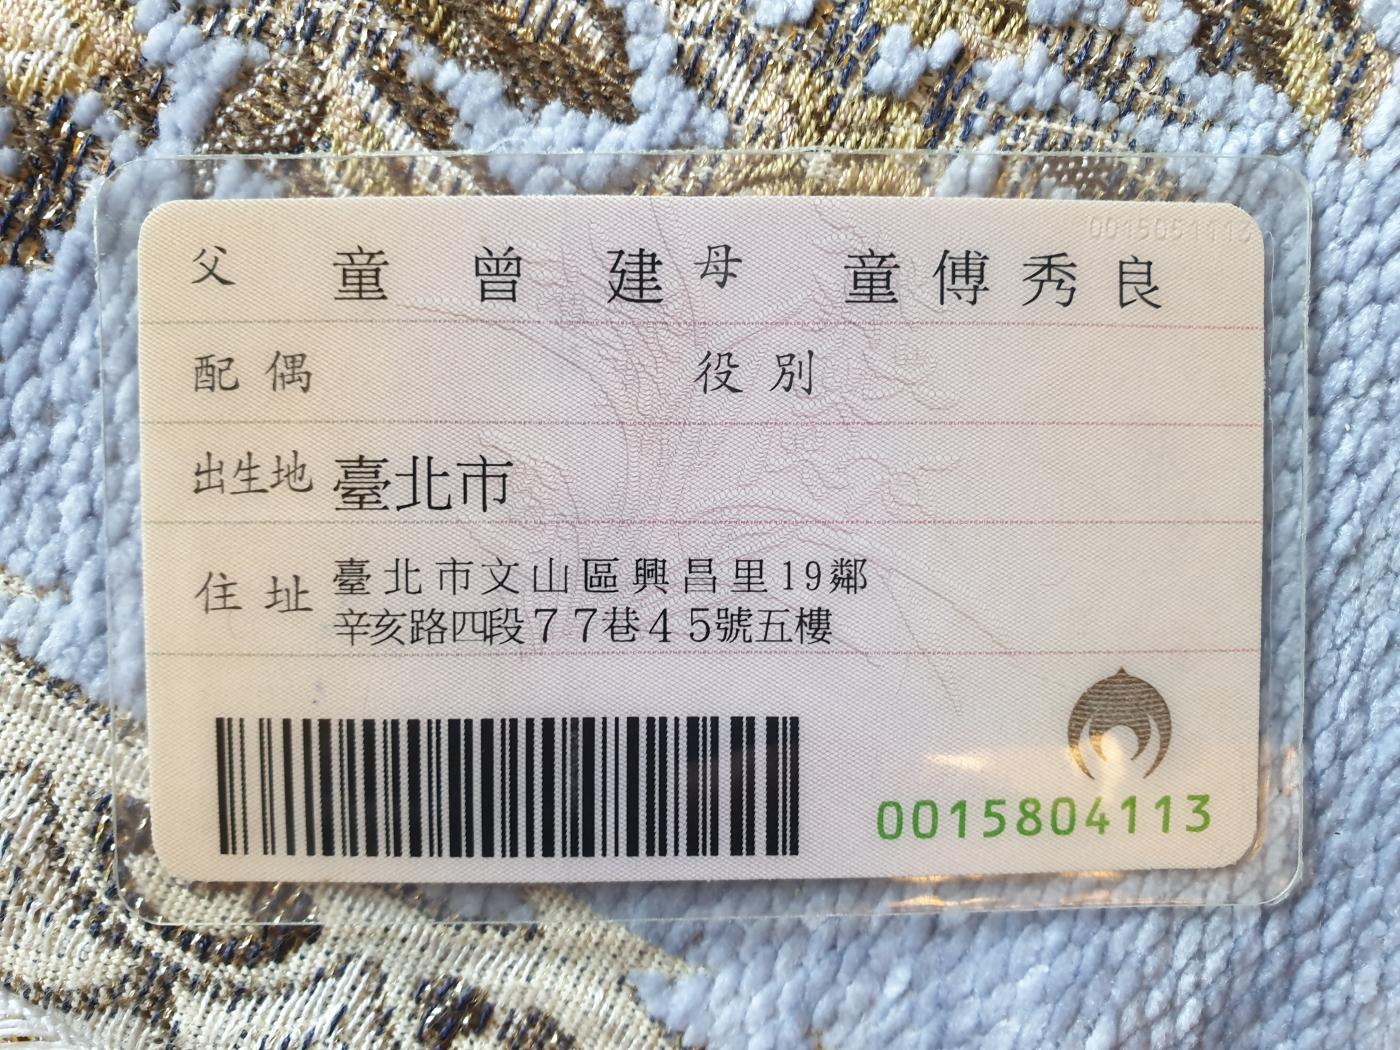 父 童曾建 母 童傅秀良
配偶 役別
出生地 臺北市
住址 臺北市文山區興昌里19鄰
辛亥路四段77巷45號五樓
0015804113